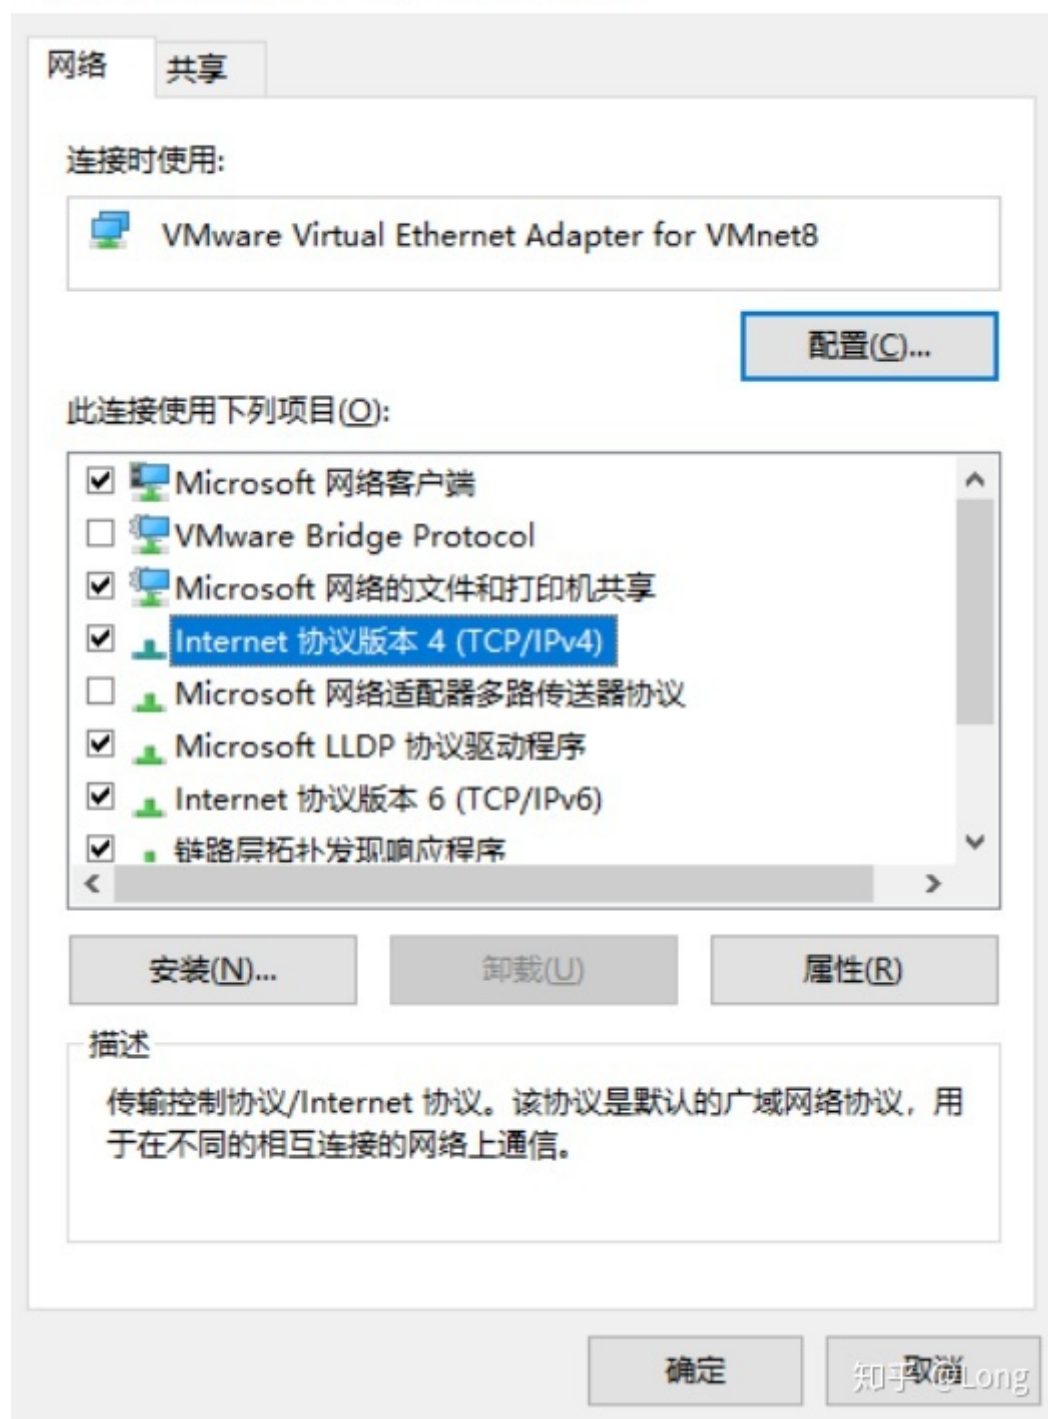 网络
共享
连接时使用:
VMware Virtual Ethernet Adapter for VMnet8
配置(C)...
此连接使用下列项目(O):
Microsoft 网络客户端
VMware Bridge Protocol
Microsoft 网络的文件和打印机共享
Internet 协议版本 4 (TCP/IPv4)
Microsoft 网络适配器多路传送器协议
Microsoft LLDP 协议驱动程序
Internet 协议版本 6 (TCP/IPv6)
链路层拓扑发现响应程序
安装(N)...
卸载(U)
属性(R)
描述
传输控制协议/Internet 协议。该协议是默认的广域网络协议，用
于在不同的相互连接的网络上通信。
确定
取消
知乎 @Long